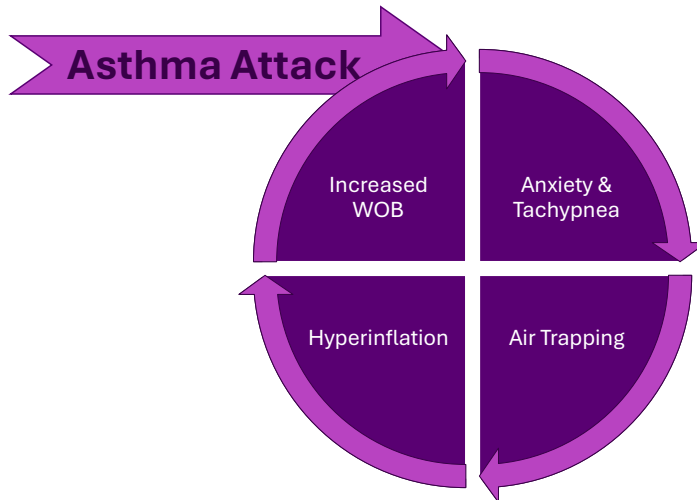 Asthma Attack
Increased
WOB
Anxiety &
Tachypnea
Hyperinflation
Air Trapping